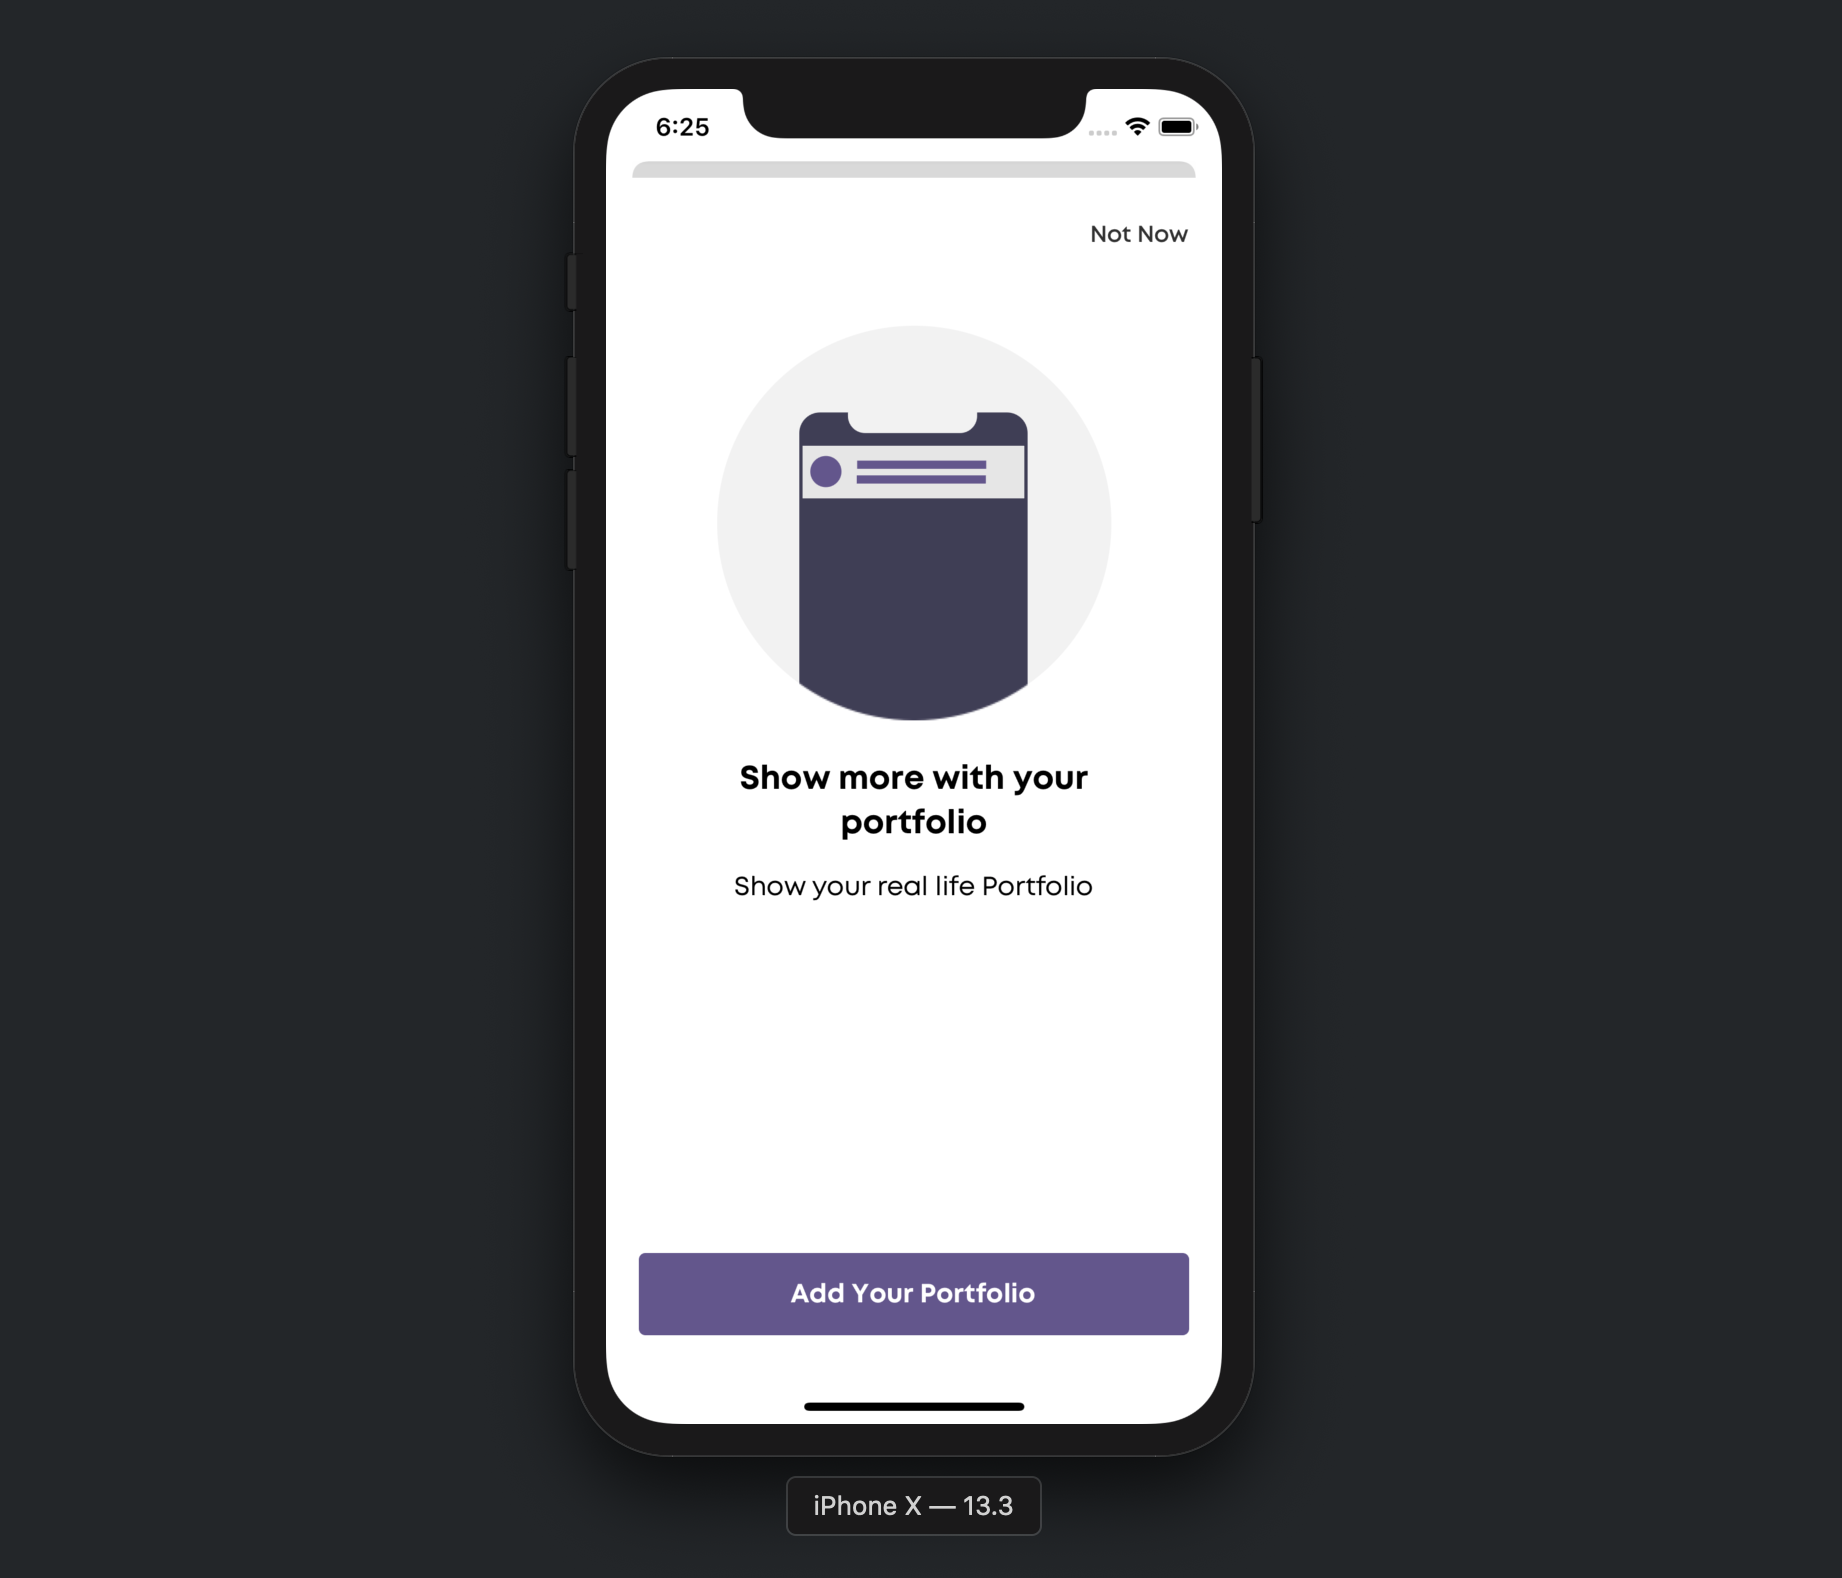 6:25
Not Now
Show more with your
portfolio
Show your real life Portfolio
Add Your Portfolio
iPhone X — 13.3